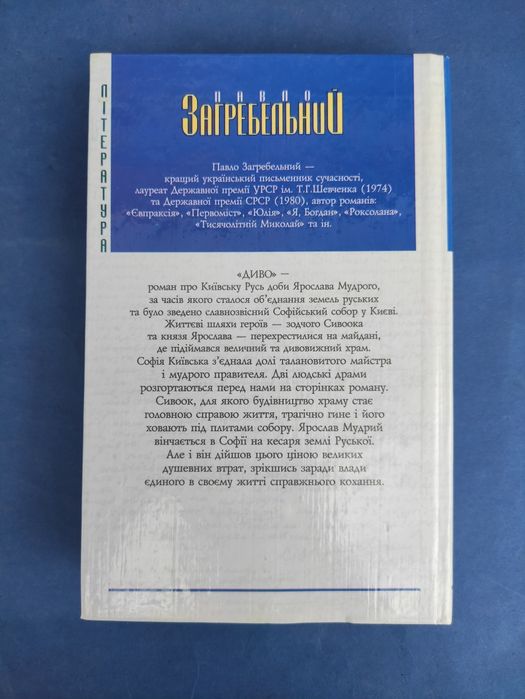 ЛІТЕРАТУРА
ПАВЛО
ЗАГРЕБЕЛЬНИЙ
Павло Загребельний —
кращий український письменник сучасності,
лауреат Державної премії УРСР ім. Т.Г.Шевченка (1974)
та Державної премії СРСР (1980), автор романів:
«Євпраксія», «Первоміст», «Юлія», «Я, Богдан», «Роксолана»,
«Тисячолітній Миколай» та ін.
«ДИВО» —
роман про Київську Русь доби Ярослава Мудрого,
за часів якого сталося об'єднання земель руських
та було зведено славнозвісний Софійський собор у Києві.
Життєві шляхи героїв — зодчого Сивоока
та князя Ярослава — перехрестилися на майдані,
де підіймався величний та дивовижний храм.
Софія Київська з'єднала долі талановитого майстра
і мудрого правителя. Дві людські драми
розгортаються перед нами на сторінках роману.
Сивоок, для якого будівництво храму стає
головною справою життя, трагічно гине і його
ховають під плитами собору. Ярослав Мудрий
вінчається в Софії на кесаря землі Руської.
Але і він дійшов цього ціною великих
душевних втрат, зрікшись заради влади
єдиного в своєму житті справжнього кохання.